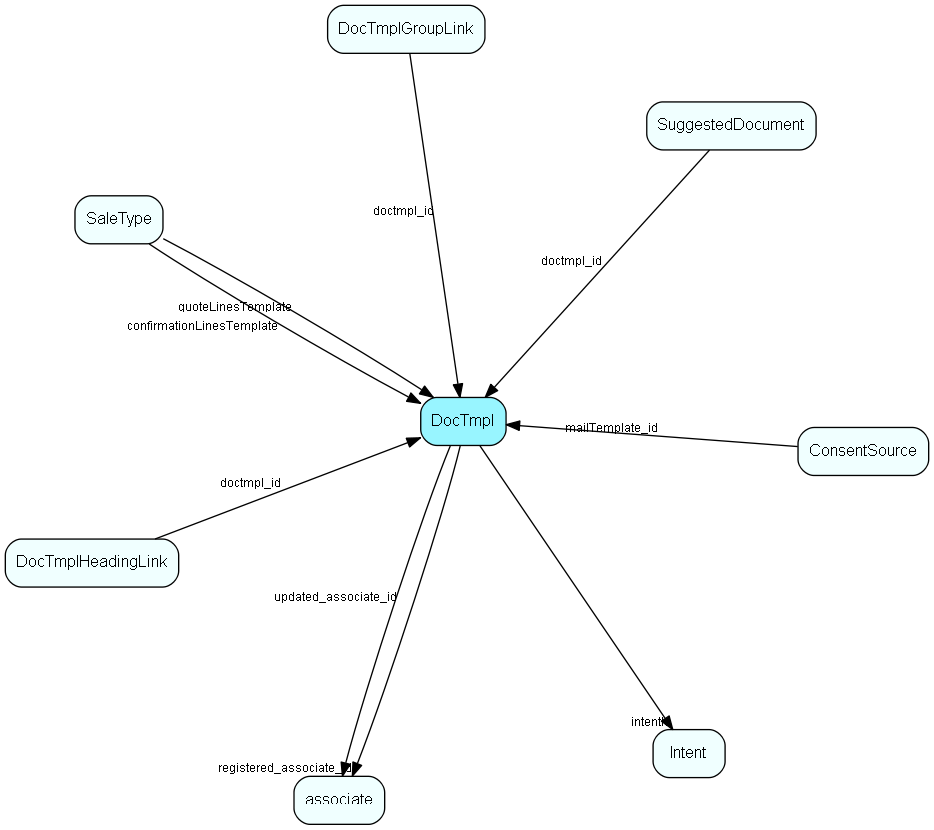 DocTmplGroupLink
SuggestedDocument
doctmpl_id
SaleType
doctmpl_id
quoteLinesTemplate
confirmationLinesTemplate
DocTmpl
mailTemplate_id
ConsentSource
doctmpl_id
DocTmplHeadingLink
updated_associate_id
intent
Intent
registered_associate_id
associate